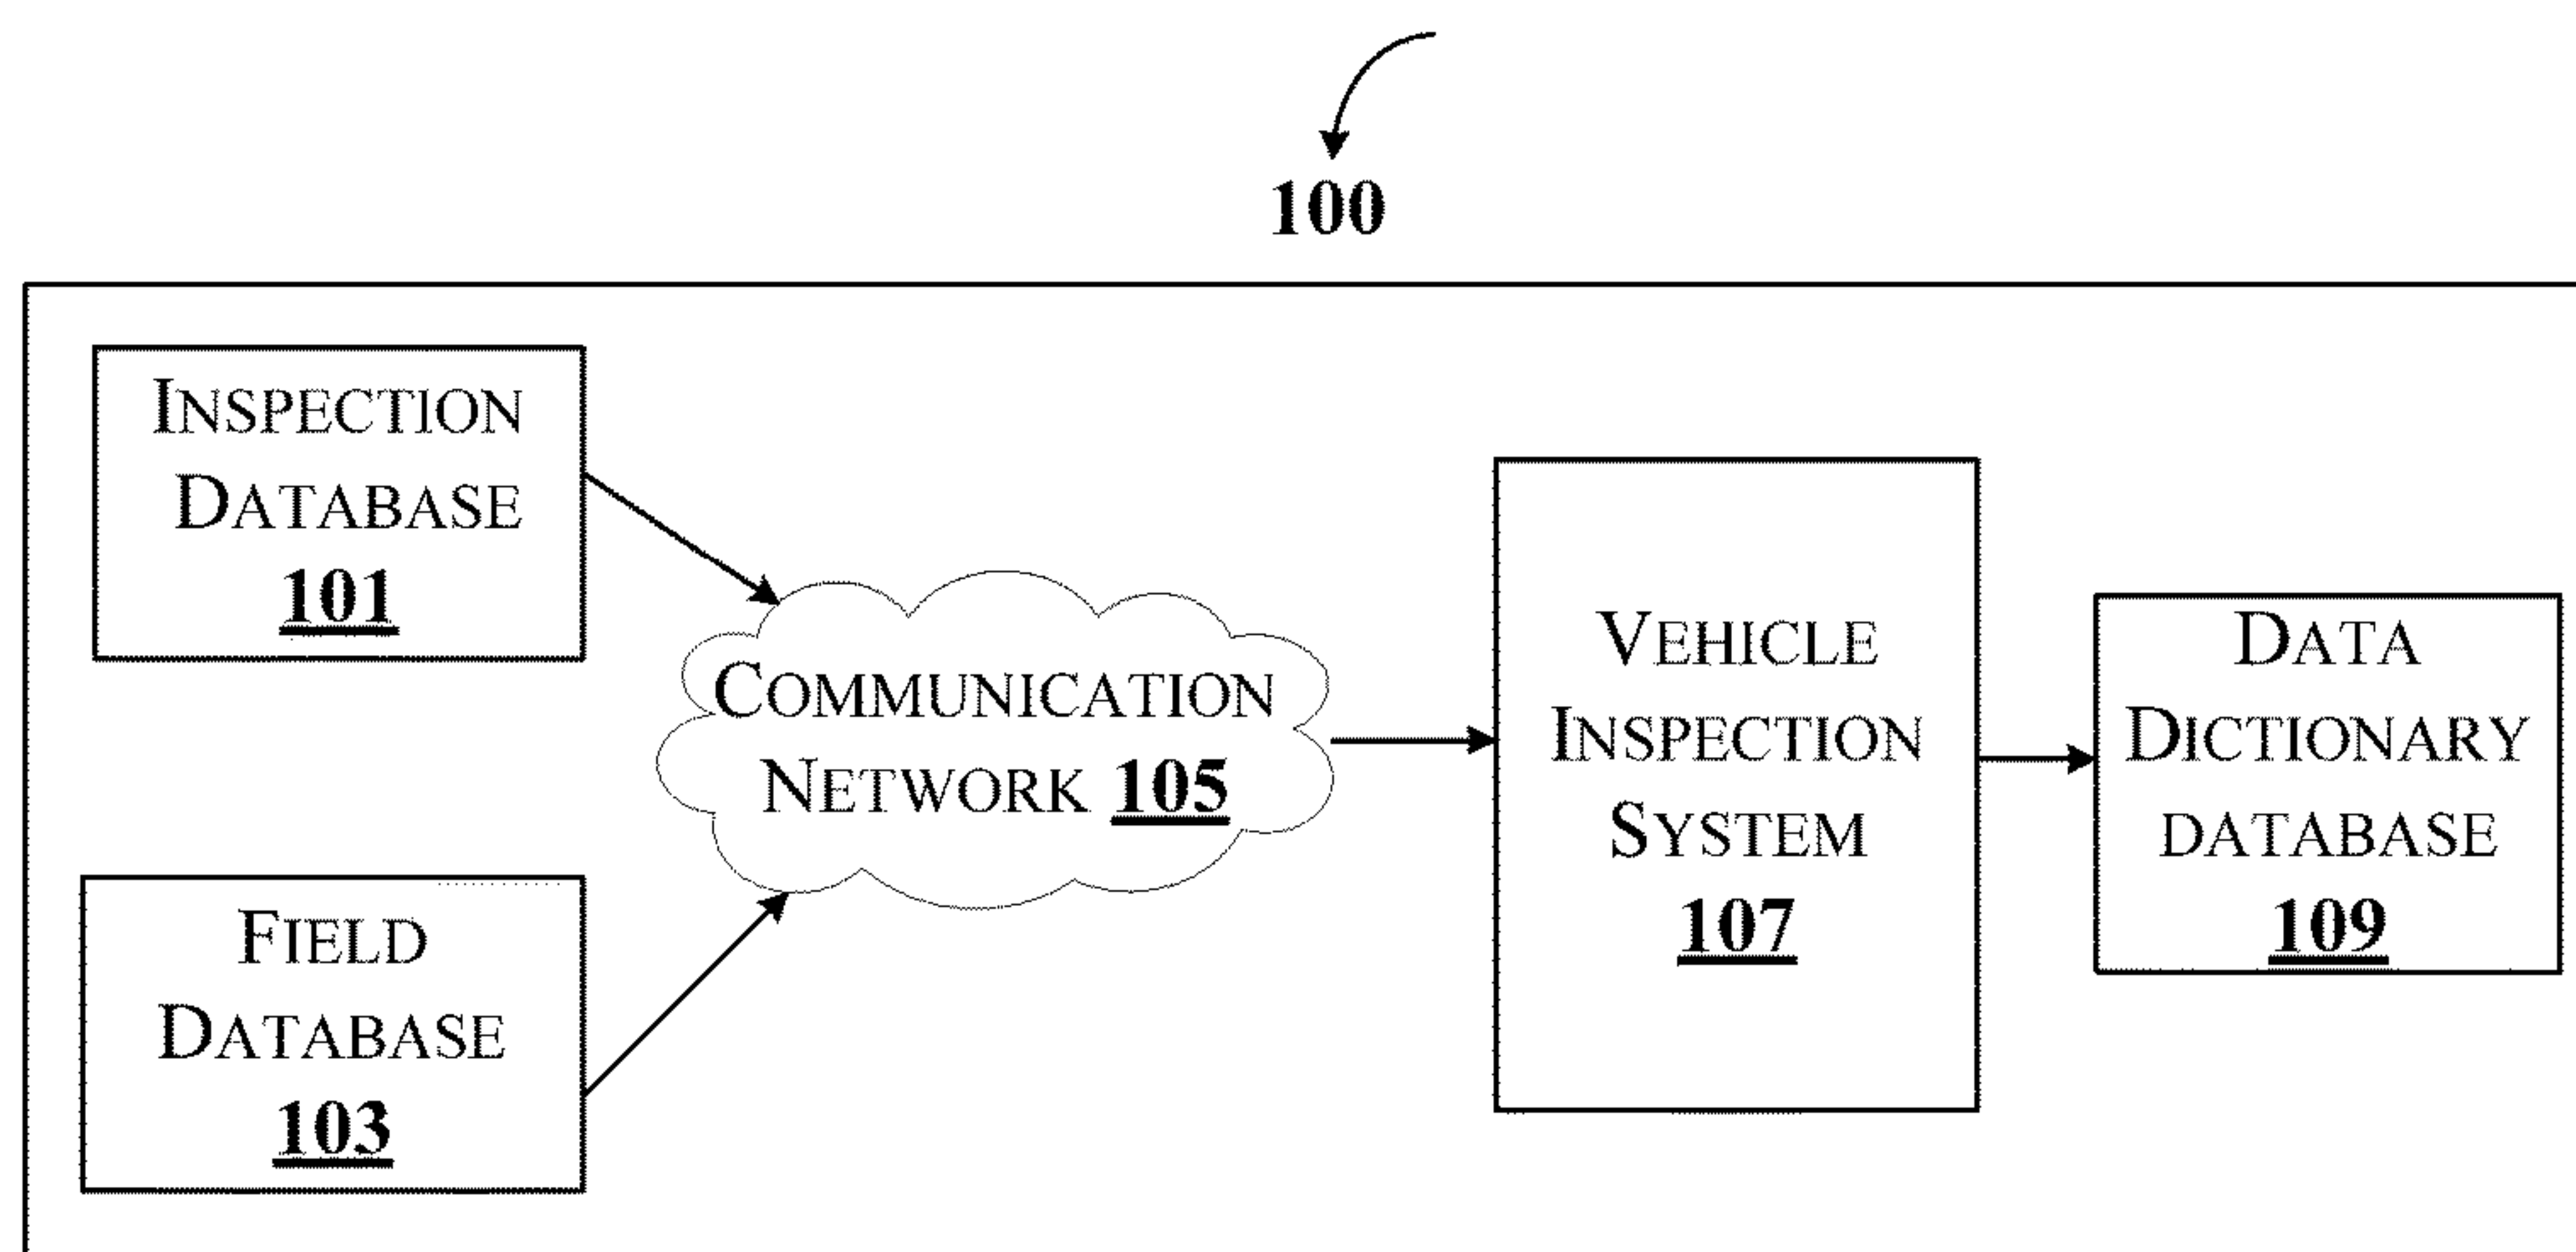 100
INSPECTION
DATABASE
101
COMMUNICATION
NETWORK 105
FIELD
DATABASE
103
VEHICLE
INSPECTION
SYSTEM
107
DATA
DICTIONARY
DATABASE
109